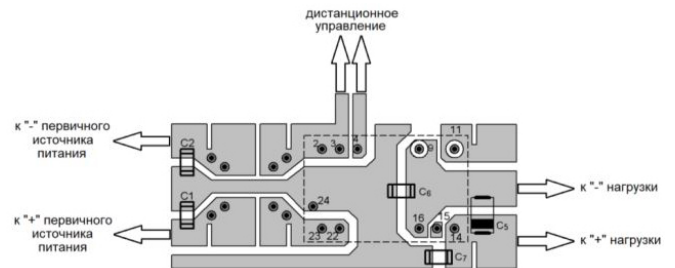 дистанционное
управление
к "-" первичного
источника
питания
C2
2
3
4
9
11
C6
к "-" нагрузки
C1
24
к "+" первичного
источника
питания
23
22
16
15
14
C5
к "+" нагрузки
C7